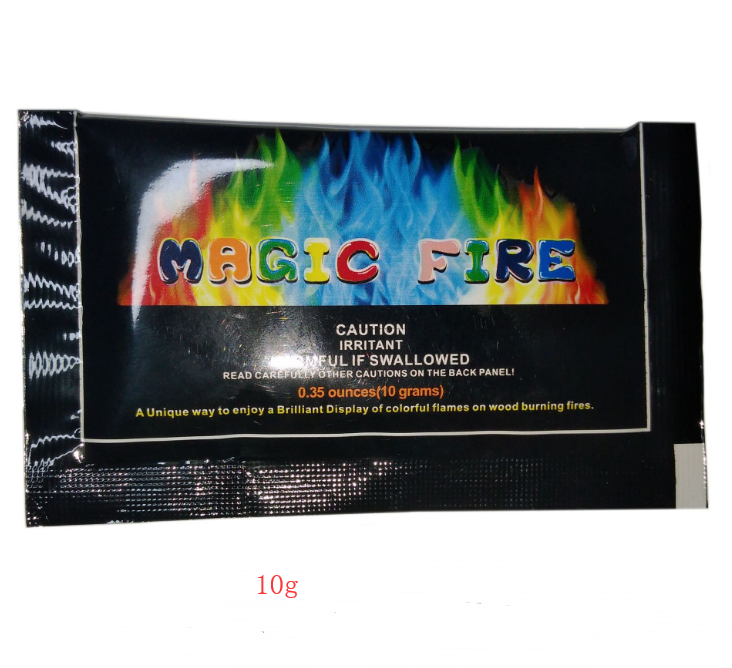 MAGIC FIRE
CAUTION
IRRITANT
IF SWALLOWED
READ CAREFULLY OTHER CAUTIONS ON THE BACK PANEL!
0.35 ounces(10 grams)
A Unique way to enjoy a Brilliant Display of colorful flames on wood burning fires.
10g